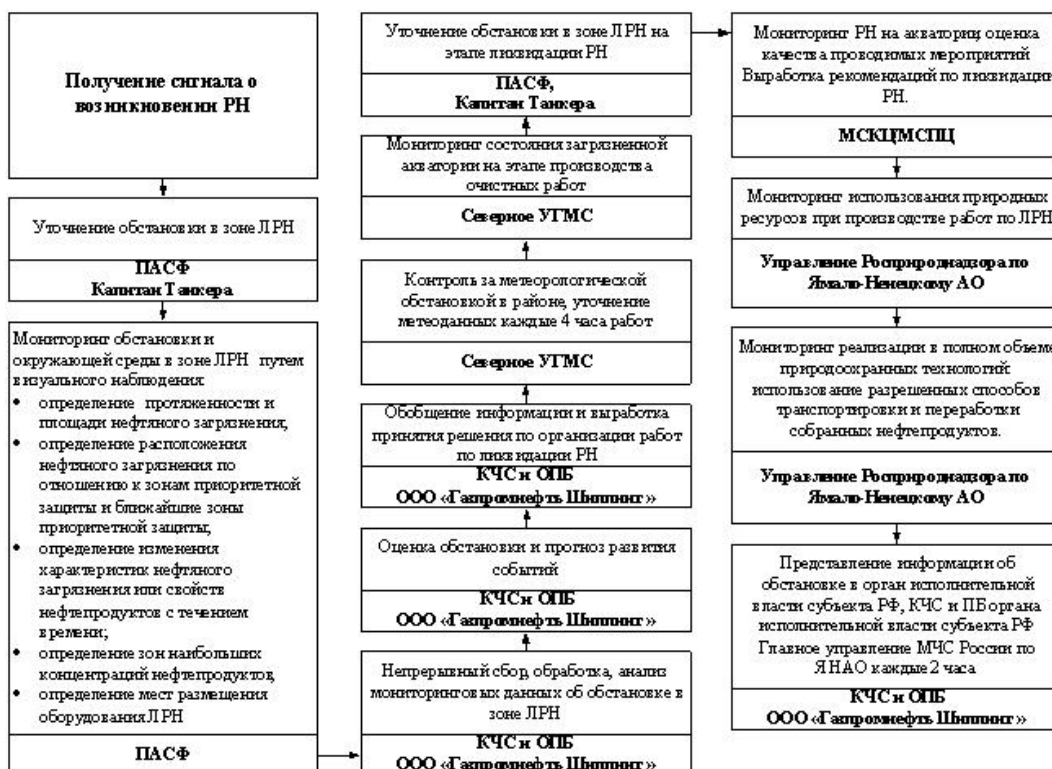 Получение сигнала о
возникновении РН
Уточнение обстановки в зоне ЛРН
ПАСФ
Капитан Танкера
Мониторинг обстановки и
окружающей среды в зоне ЛРН путем
визуального наблюдения:
• определение протяженности и
площади нефтяного загрязнения;
• определение расположения
нефтяного загрязнения по
отношению к зонам приоритетной
защиты и ближайшие зоны
приоритетной защиты;
• определение изменения
характеристик нефтяного
загрязнения или свойств
нефтепродуктов с течением
времени;
• определение зон наибольших
концентраций нефтепродуктов;
• определение мест размещения
оборудования ЛРН
ПАСФ
Уточнение обстановки в зоне ЛРН на
этапе ликвидации РН
ПАСФ,
Капитан Танкера
Мониторинг состояния загрязненной
акватории на этапе производства
очистных работ
Северное УГМС
Контроль за метеорологической
обстановкой в районе, уточнение
метеоданных каждые 4 часа работ
Северное УГМС
Обобщение информации и выработка
принятия решения по организации работ
по ликвидации РН
КЧС и ОПБ
ООО «Газпромнефть Шиппинг»
Оценка обстановки и прогноз развития
событий
КЧС и ОПБ
ООО «Газпромнефть Шиппинг»
Непрерывный сбор, обработка, анализ
мониторинговых данных об обстановке в
зоне ЛРН
КЧС и ОПБ
ООО «Газпромнефть Шиппинг»
Мониторинг РН на акватории, оценка
качества проводимых мероприятий
Выработка рекомендаций по ликвидации
РН.
МСКЦ/МСПЦ
Мониторинг использования природных
ресурсов при производстве работ по ЛРН
Управление Росприроднадзора по
Ямало-Ненецкому АО
Мониторинг реализации в полном объеме
природоохранных технологий:
использование разрешенных способов
транспортировки и переработки
собранных нефтепродуктов.
Управление Росприроднадзора по
Ямало-Ненецкому АО
Представление информации об
обстановке в орган исполнительной
власти субъекта РФ, КЧС и ПБ органа
исполнительной власти субъекта РФ
Главное управление МЧС России по
ЯНАО каждые 2 часа
КЧС и ОПБ
ООО «Газпромнефть Шиппинг»